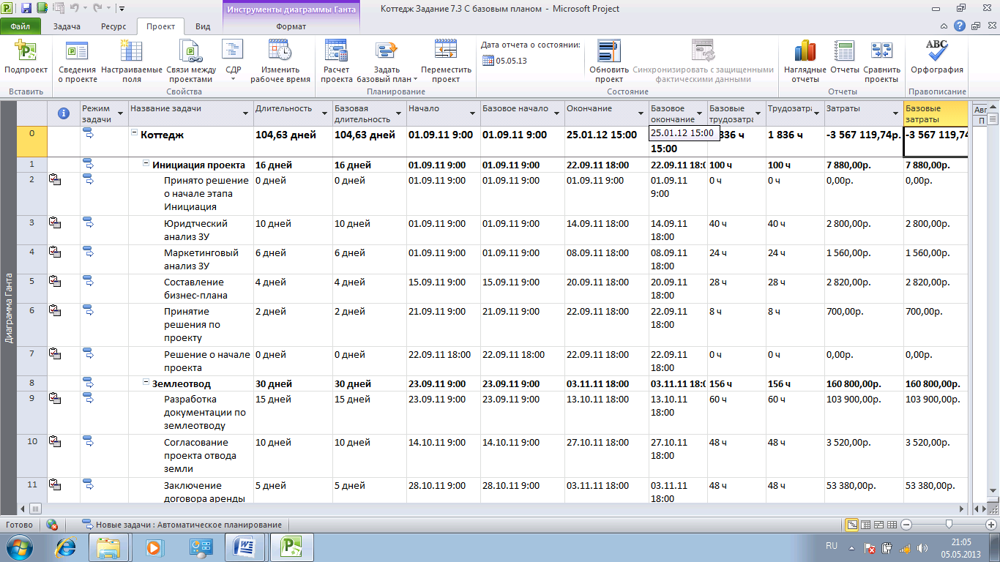 Инструменты диаграммы Ганта
Коттедж Задание 7.3 С базовым планом - Microsoft Project
Файл Задача Ресурс Проект Вид Формат
Подпроект
Сведения о проекте
Настраиваемые поля
Связи между проектами
СДР
Изменить рабочее время
Расчет проекта
Задать базовый план
Переместить проект
Дата отчета о состоянии:
05.05.13
Обновить проект
Синхронизировать с защищенными фактическими данными
Наглядные отчеты
Отчеты
Сравнить проекты
ABC
Орфография
Вставить Свойства Планирование Состояние Отчеты Правописание
Режим задачи Название задачи Длительность Базовая длительность Начало Базовое начало Окончание Базовое окончание Базовые трудозатра Трудозатра Затраты Базовые затраты Авг
П
0 Коттедж 104,63 дней 104,63 дней 01.09.11 9:00 01.09.11 9:00 25.01.12 15:00 25.01.12 15:00 836 ч 1 836 ч -3 567 119,74р. -3 567 119,74
15:00
1 Инициация проекта 16 дней 16 дней 01.09.11 9:00 01.09.11 9:00 22.09.11 18:00 22.09.11 18:0 100 ч 100 ч 7 880,00р. 7 880,00р.
2 Принято решение о начале этапа Инициация 0 дней 0 дней 01.09.11 9:00 01.09.11 9:00 01.09.11 9:00 01.09.11 9:00 0 ч 0 ч 0,00р. 0,00р.
3 Юридтческий анализ ЗУ 10 дней 10 дней 01.09.11 9:00 01.09.11 9:00 14.09.11 18:00 14.09.11 18:00 40 ч 40 ч 2 800,00р. 2 800,00р.
4 Маркетинговый анализ ЗУ 6 дней 6 дней 01.09.11 9:00 01.09.11 9:00 08.09.11 18:00 08.09.11 18:00 24 ч 24 ч 1 560,00р. 1 560,00р.
5 Составление бизнес-плана 4 дней 4 дней 15.09.11 9:00 15.09.11 9:00 20.09.11 18:00 20.09.11 18:00 28 ч 28 ч 2 820,00р. 2 820,00р.
6 Принятие решения по проекту 2 дней 2 дней 21.09.11 9:00 21.09.11 9:00 22.09.11 18:00 22.09.11 18:00 8 ч 8 ч 700,00р. 700,00р.
7 Решение о начале проекта 0 дней 0 дней 22.09.11 18:00 22.09.11 18:00 22.09.11 18:00 22.09.11 18:00 0 ч 0 ч 0,00р. 0,00р.
8 Землеотвод 30 дней 30 дней 23.09.11 9:00 23.09.11 9:00 03.11.11 18:00 03.11.11 18:0 156 ч 156 ч 160 800,00р. 160 800,00р.
9 Разработка документации по землеотводу 15 дней 15 дней 23.09.11 9:00 23.09.11 9:00 13.10.11 18:00 13.10.11 18:00 60 ч 60 ч 103 900,00р. 103 900,00р.
10 Согласование проекта отвода земли 10 дней 10 дней 14.10.11 9:00 14.10.11 9:00 27.10.11 18:00 27.10.11 18:00 48 ч 48 ч 3 520,00р. 3 520,00р.
11 Заключение договора аренды 5 дней 5 дней 28.10.11 9:00 28.10.11 9:00 03.11.11 18:00 03.11.11 18:00 48 ч 48 ч 53 380,00р. 53 380,00р.
Диаграмма Ганта
Готово Новые задачи : Автоматическое планирование
RU
21:05
05.05.2013